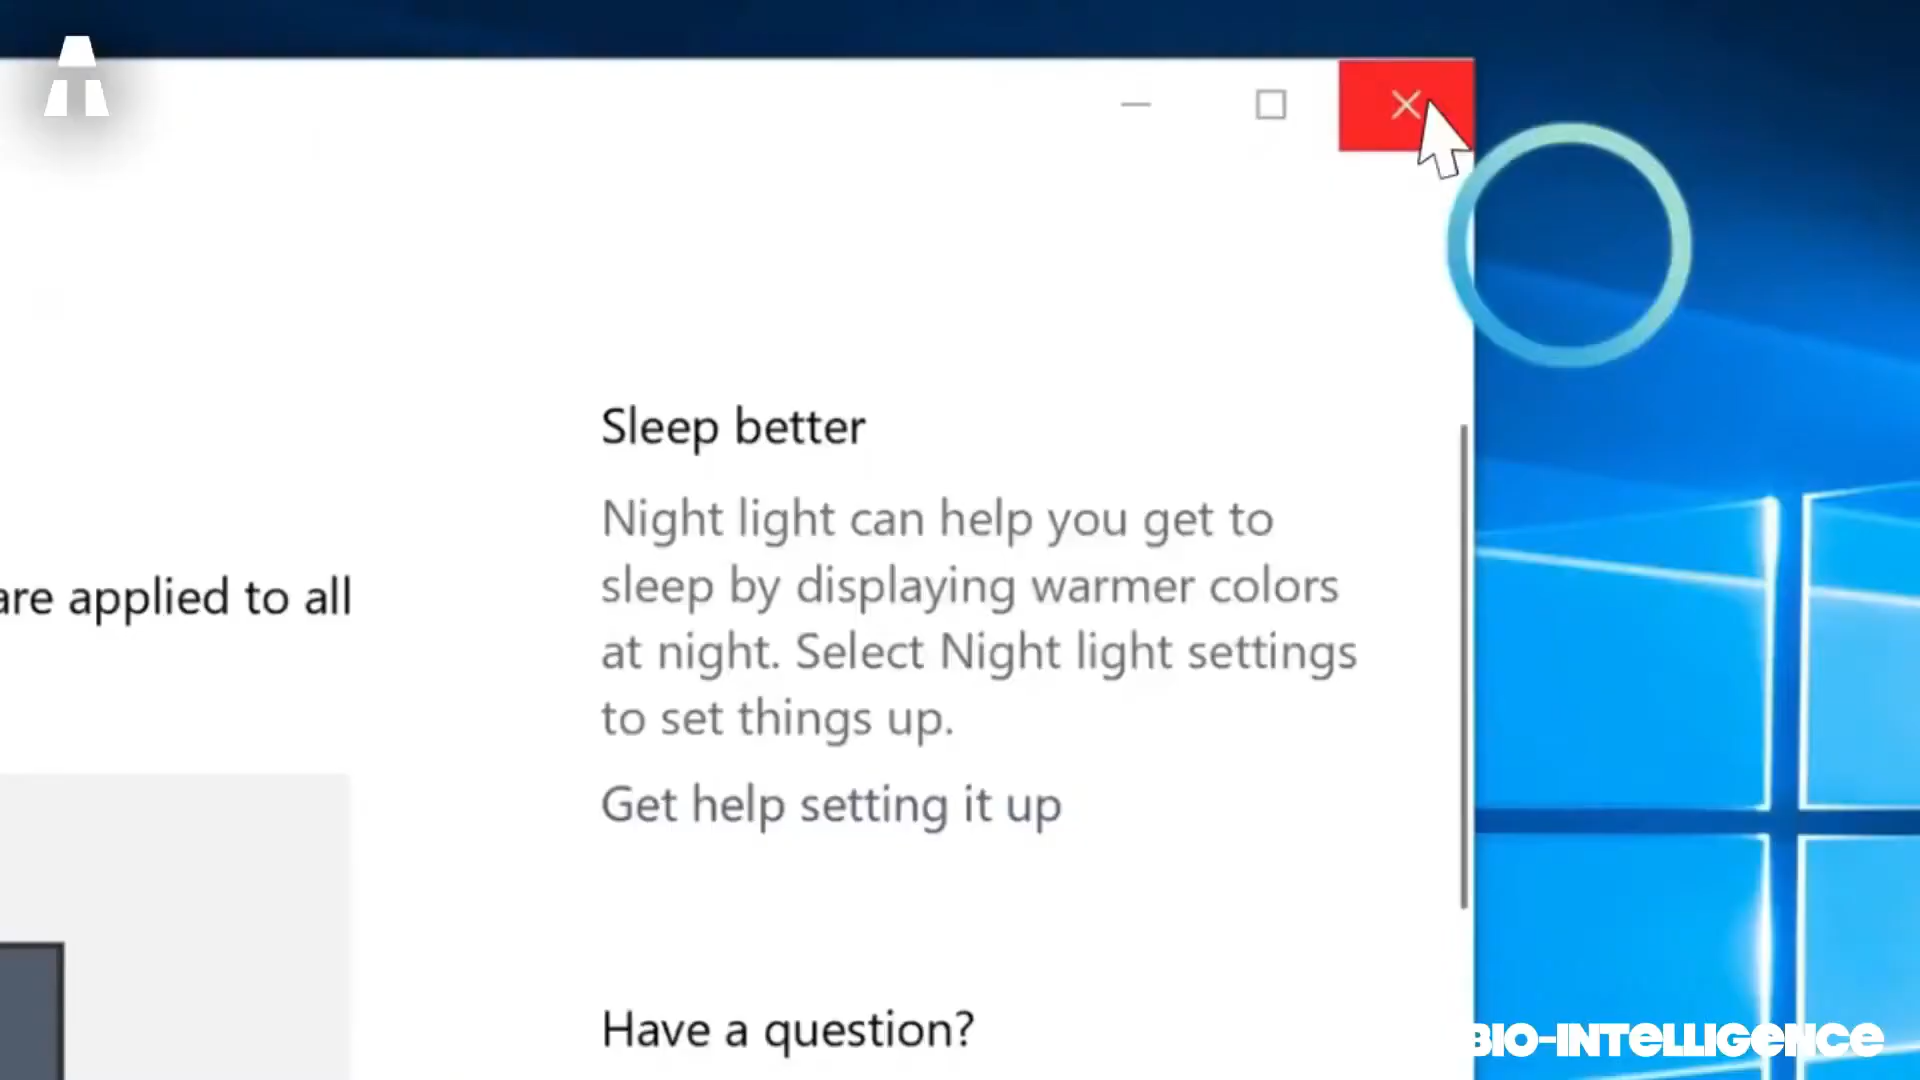 Sleep better
Night light can help you get to
sleep by displaying warmer colors
at night. Select Night light settings
to set things up.
are applied to all
Get help setting it up
Have a question?
BIO-INTELLIGENCE